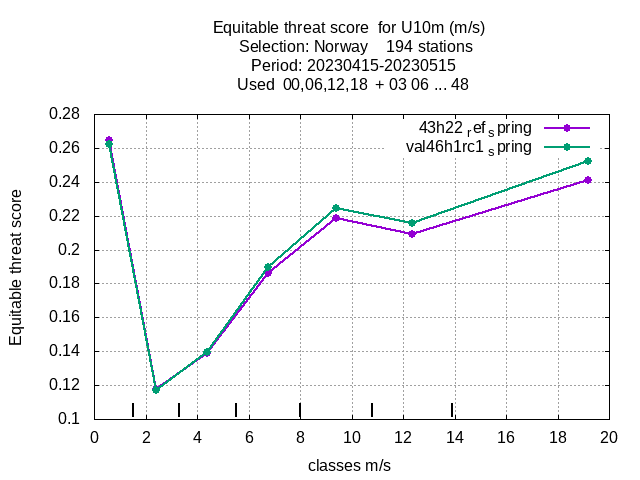 Equitable threat score for U10m (m/s)
Selection: Norway 194 stations
Period: 20230415-20230515
Used 00,06,12,18 + 03 06 ... 48
0.28
0.26
0.24
0.22
0.2
0.18
0.16
0.14
0.12
0.1
Equitable threat score
43h22ref spring
val46h1rc1 spring
0 2 4 6 8 10 12 14 16 18 20
classes m/s